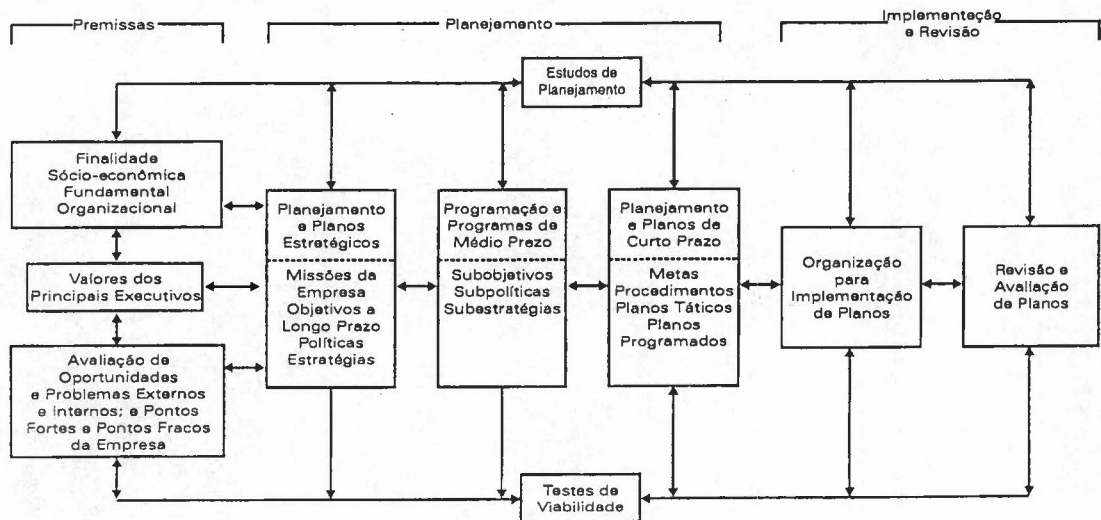 Premissas
Planejamento
Implementação
e Revisão
Estudos de
Planejamento
Finalidade
Sócio-econômica
Fundamental
Organizacional
Valores dos
Principais Executivos
Avaliação de
Oportunidades
e Problemas Externos
e Internos; e Pontos
Fortes e Pontos Fracos
da Empresa
Planejamento
e Planos
Estratégicos
Missões da
Empresa
Objetivos a
Longo Prazo
Políticas
Estratégias
Programação e
Programas de
Médio Prazo
Subobjetivos
Subpolíticas
Subestratégias
Planejamento
e Planos de
Curto Prazo
Metas
Procedimentos
Planos Táticos
Planos
Programados
Organização
para
Implementação
de Planos
Revisão e
Avaliação
de Planos
Testes de
Viabilidade